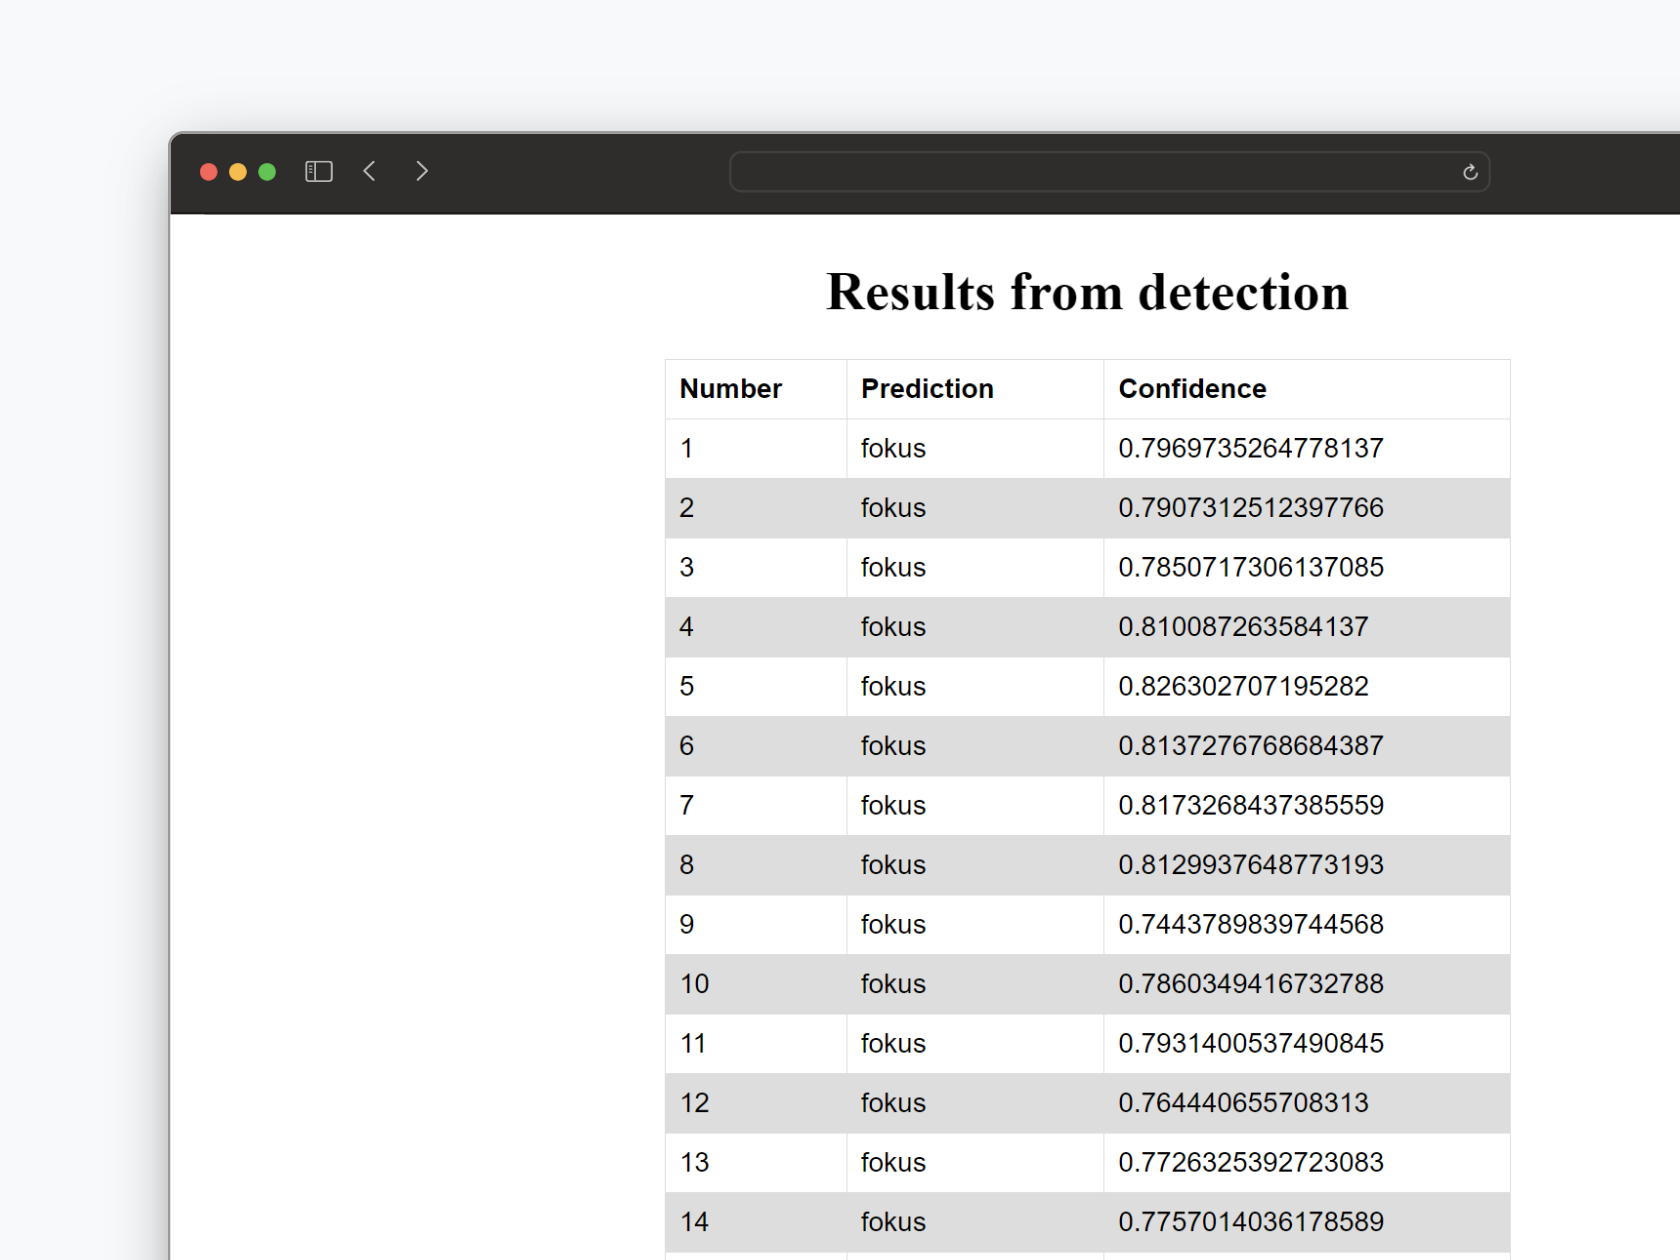 Results from detection
Number Prediction Confidence
1 fokus 0.7969735264778137
2 fokus 0.7907312512397766
3 fokus 0.7850717306137085
4 fokus 0.810087263584137
5 fokus 0.826302707195282
6 fokus 0.8137276768684387
7 fokus 0.8173268437385559
8 fokus 0.8129937648773193
9 fokus 0.7443789839744568
10 fokus 0.7860349416732788
11 fokus 0.7931400537490845
12 fokus 0.764440655708313
13 fokus 0.7726325392723083
14 fokus 0.7757014036178589